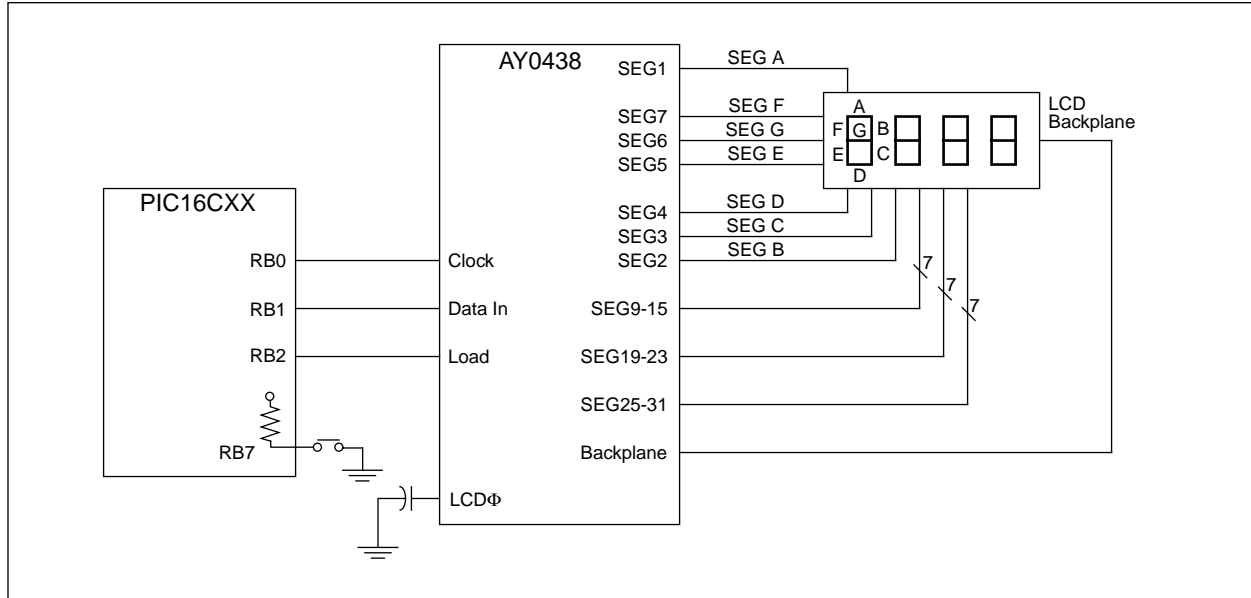 AY0438
SEG1
SEG A
SEG7
SEG F
SEG6
SEG G
SEG5
SEG E
SEG4
SEG D
SEG3
SEG C
SEG2
SEG B
SEG9-15
SEG19-23
SEG25-31
Backplane
Clock
Data In
Load
LCDΦ
PIC16CXX
RB0
RB1
RB2
RB7
LCD
Backplane
A
F G B
E C
D
7
7
7